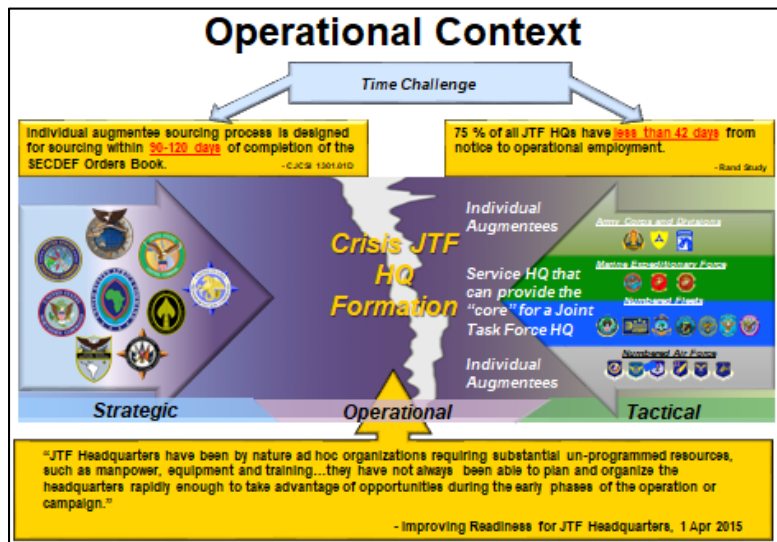 Operational Context
Time Challenge
Individual augmentee sourcing process is designed
for sourcing within 90-120 days of completion of the
SECDEF Orders Book.
- CJCSI 1301.01D
75 % of all JTF HQs have less than 42 days from
notice to operational employment.
- Rand Study
Crisis JTF
HQ
Formation
Individual
Augmentees
Service HQ that
can provide the
"core" for a Joint
Task Force HQ
Individual
Augmentees
Army Corps and Divisions
Marine Expeditionary Force
Numbered Fleets
Numbered Air Force
Strategic
Operational
Tactical
"JTF Headquarters have been by nature ad hoc organizations requiring substantial un-programmed resources,
such as manpower, equipment and training...they have not always been able to plan and organize the
headquarters rapidly enough to take advantage of opportunities during the early phases of the operation or
campaign."
- Improving Readiness for JTF Headquarters, 1 Apr 2015